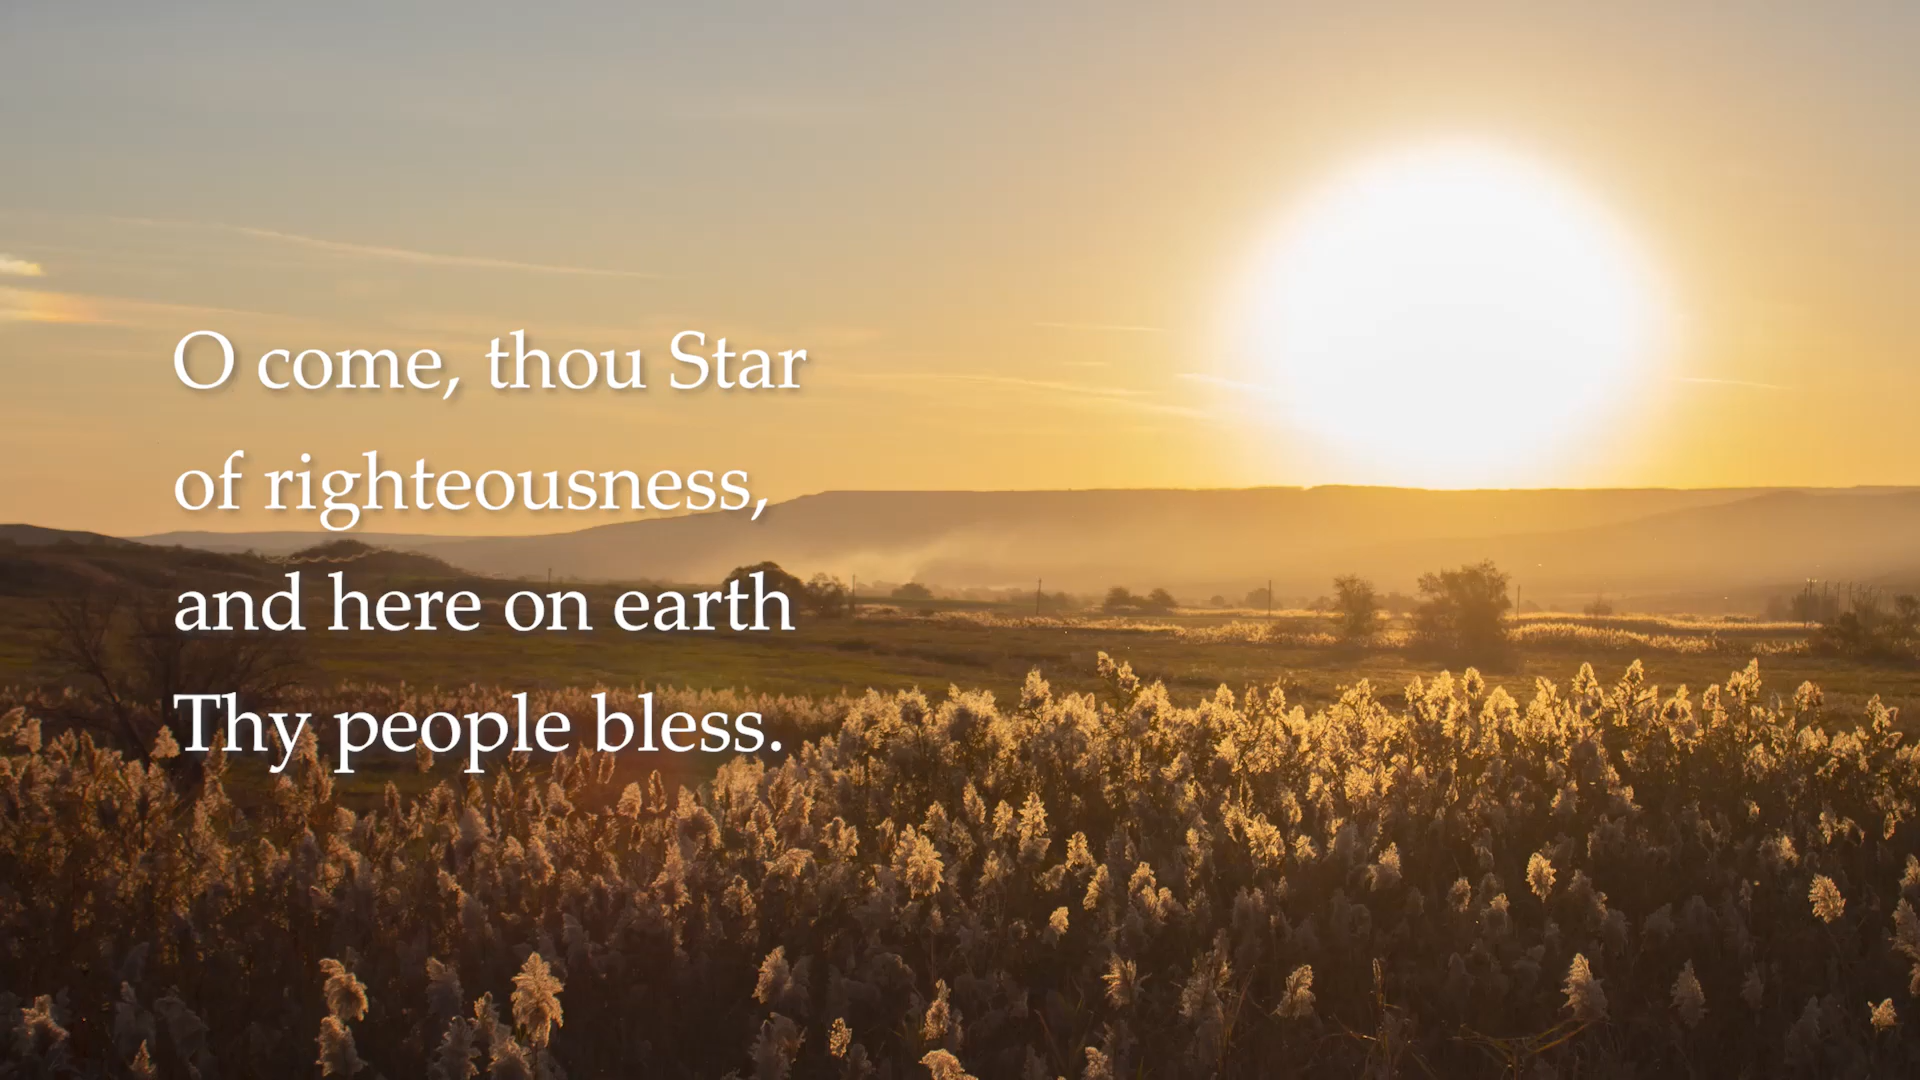 O come, thou Star
of righteousness,
and here on earth
Thy people bless.